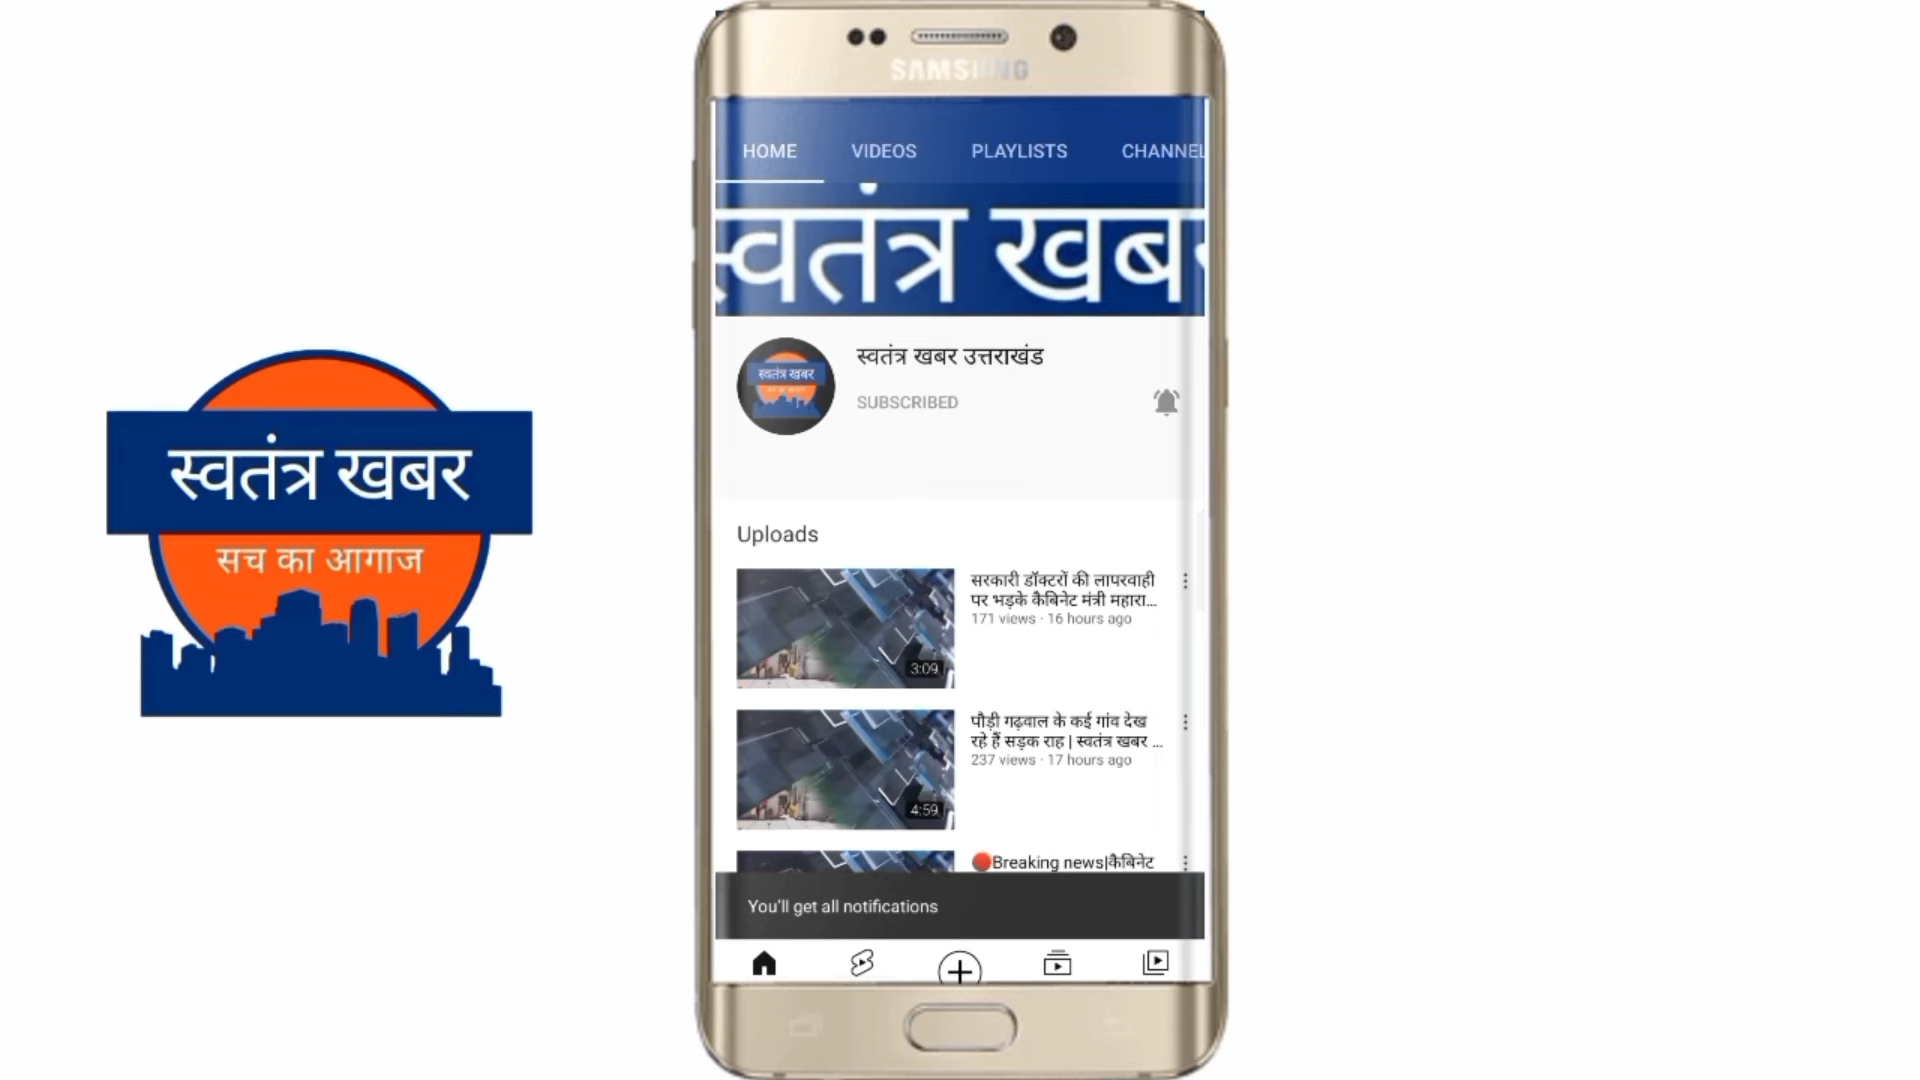 स्वतंत्र खबर
सच का आगाज
SAMSUNG
HOME VIDEOS PLAYLISTS CHANNEL
स्वतंत्र खबर
स्वतंत्र खबर
स्वतंत्र खबर उत्तराखंड
SUBSCRIBED
Uploads
सरकारी डॉक्टरों की लापरवाही
पर भड़के कैबिनेट मंत्री महारा...
171 views · 16 hours ago
3:09
पौड़ी गढ़वाल के कई गांव देख
रहे हैं सड़क राह | स्वतंत्र खबर ...
237 views · 17 hours ago
4:59
🔴Breaking news|कैबिनेट
You'll get all notifications